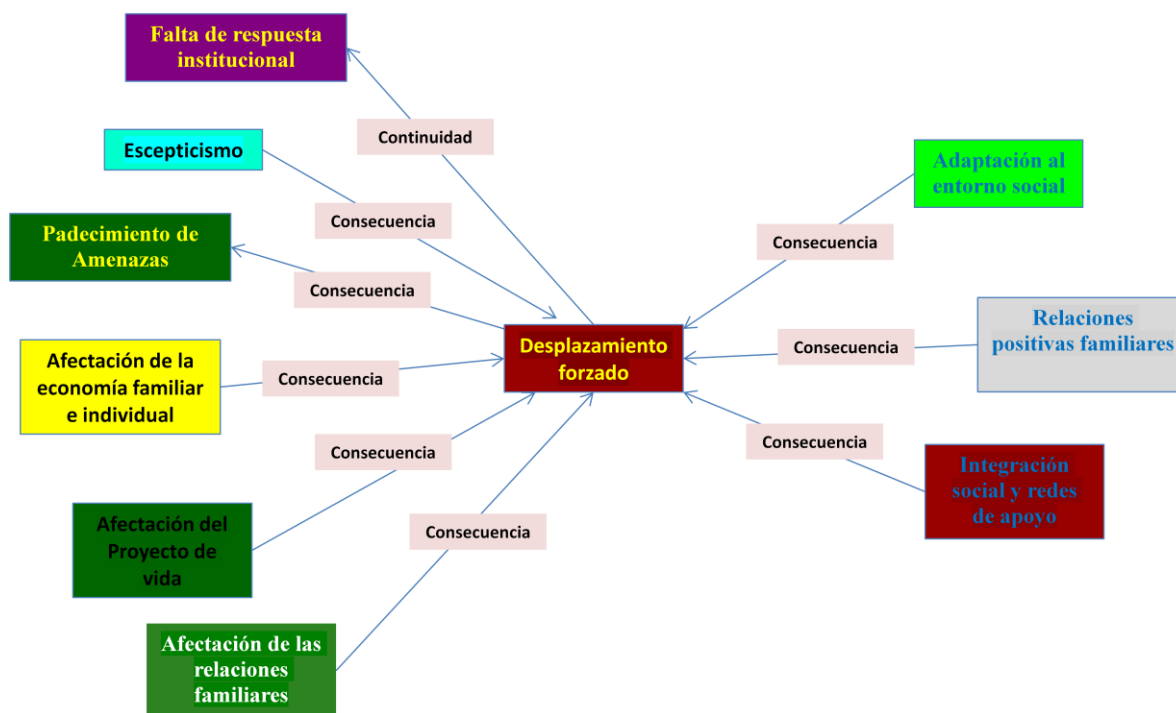 Falta de respuesta
institucional
Continuidad
Escepticismo
Adaptación al
entorno social
Consecuencia
Padecimiento de
Amenazas
Consecuencia
Consecuencia
Relaciones
positivas familiares
Desplazamiento
forzado
Consecuencia
Afectación de la
economía familiar
e individual
Consecuencia
Consecuencia
Consecuencia
Integración
social y redes
de apoyo
Afectación del
Proyecto de
vida
Consecuencia
Afectación de las
relaciones
familiares